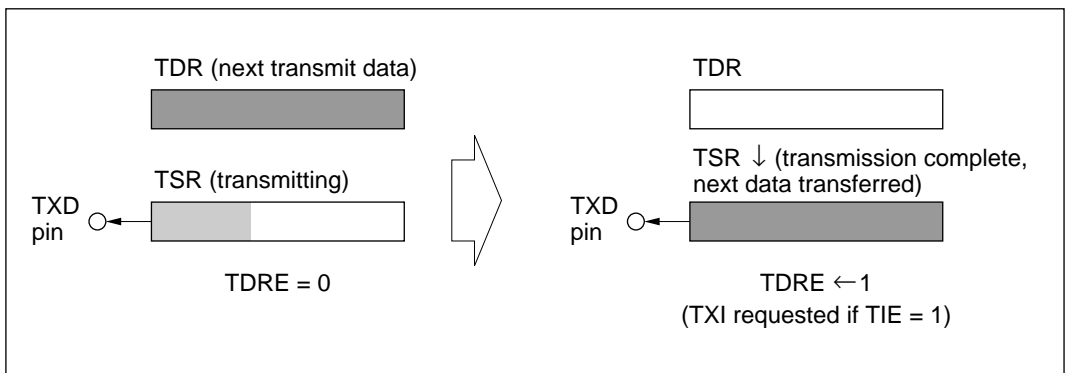 TDR (next transmit data)
TSR (transmitting)
TXD
pin
TDRE = 0
TDR
TSR ↓ (transmission complete,
next data transferred)
TXD
pin
TDRE ←1
(TXI requested if TIE = 1)